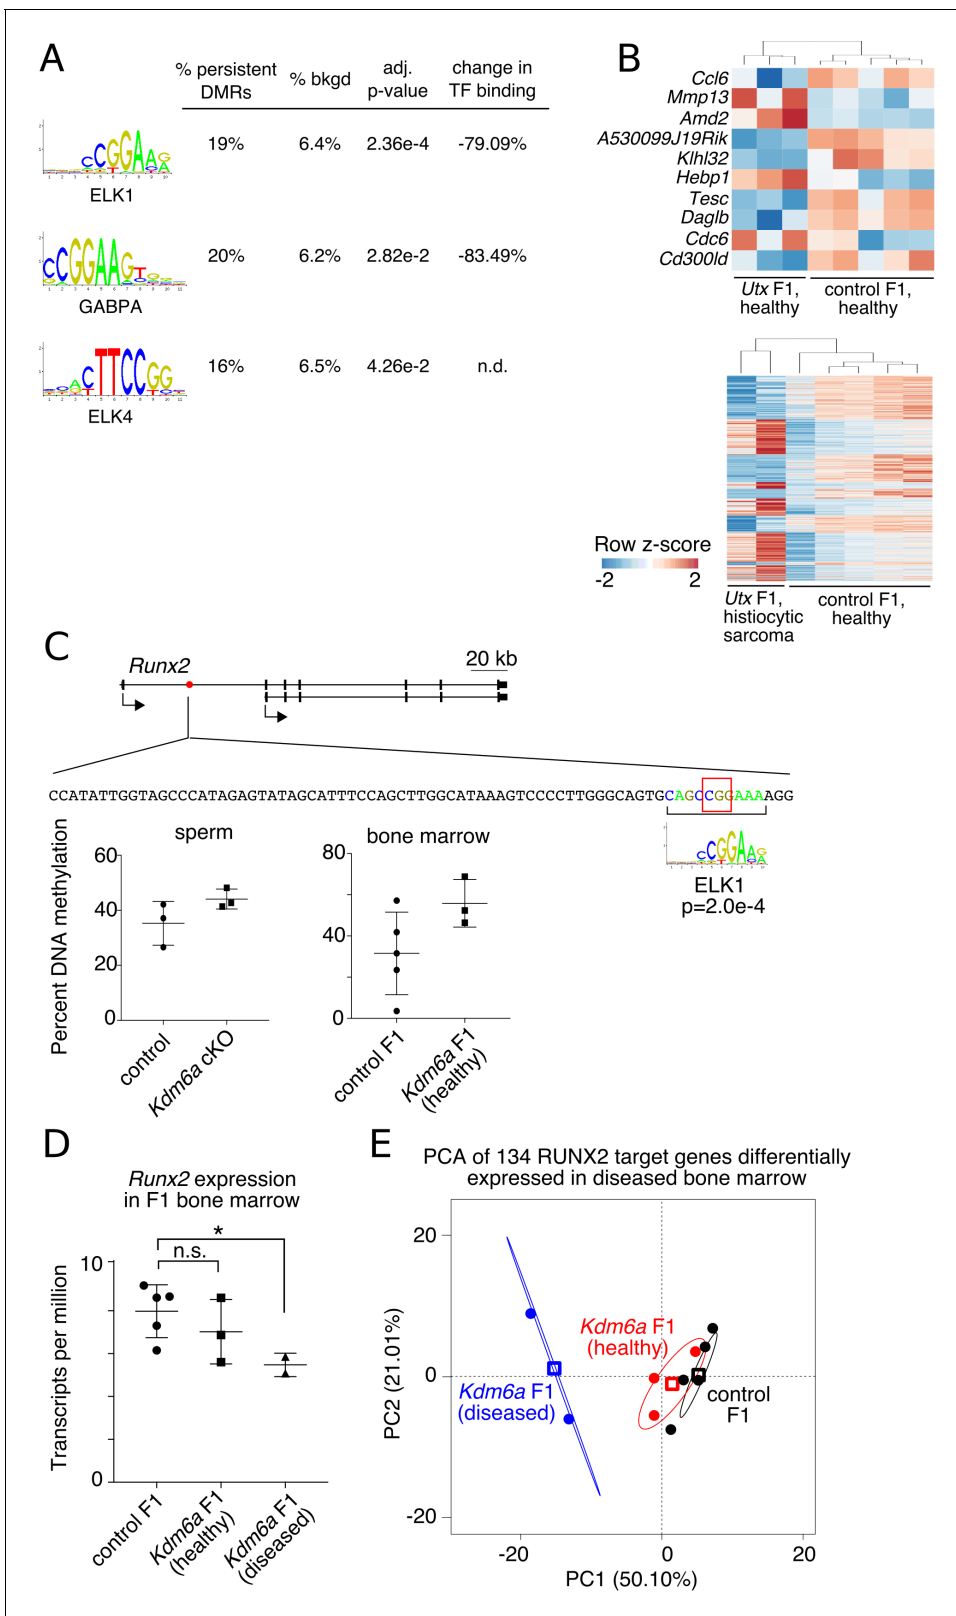 A
% persistent DMRs
% bkgd
adj. p-value
change in TF binding
ELK1
19%
6.4%
2.36e-4
-79.09%
GABPA
20%
6.2%
2.82e-2
-83.49%
ELK4
16%
6.5%
4.26e-2
n.d.
B
Ccl6
Mmp13
Amd2
A530099J19Rik
Klhl32
Hebp1
Tesc
Daglb
Cdc6
Cd300ld
Utx F1, healthy
control F1, healthy
Row z-score
-2
2
Utx F1, histiocytic sarcoma
control F1, healthy
C
Runx2
20 kb
CCATATTGGTAGCCCATAGAGTATAGCATTTCCAGCTTGGCATAAAGTCCCCTTGGGCAGTGCAGCCGGAAAAGG
ELK1
p=2.0e-4
sperm
Percent DNA methylation
60
40
20
0
control
Kdm6a cKO
bone marrow
80
40
0
control F1
Kdm6a F1
(healthy)
D
Runx2 expression
in F1 bone marrow
*
n.s.
Transcripts per million
10
0
control F1
Kdm6a F1
(healthy)
Kdm6a F1
(diseased)
E
PCA of 134 RUNX2 target genes differentially
expressed in diseased bone marrow
PC2 (21.01%)
20
0
-20
Kdm6a F1
(healthy)
Kdm6a F1
(diseased)
control
F1
-20
0
20
PC1 (50.10%)